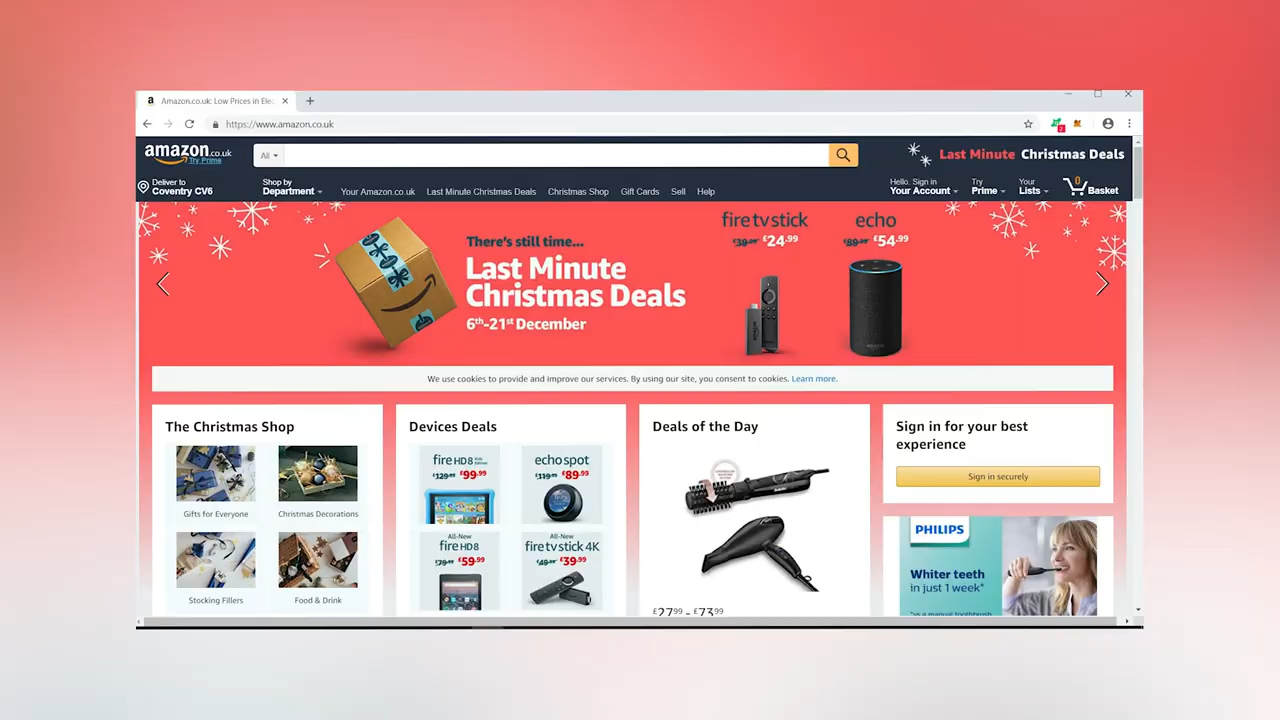 Amazon.co.uk: Low Prices in Elec
https://www.amazon.co.uk
amazon.co.uk
Try Prime
All
Last Minute Christmas Deals
Deliver to
Coventry CV6
Shop by
Department
Your Amazon.co.uk
Last Minute Christmas Deals
Christmas Shop
Gift Cards
Sell
Help
Hello. Sign in
Your Account
Try
Prime
Your
Lists
0
Basket
There's still time...
Last Minute
Christmas Deals
6th-21st December
fire tv stick
£39.99 £24.99
echo
£89.99 £54.99
We use cookies to provide and improve our services. By using our site, you consent to cookies. Learn more.
The Christmas Shop
Gifts for Everyone
Christmas Decorations
Stocking Fillers
Food & Drink
Devices Deals
fire HD8 Kids Edition
£129.99 £99.99
echo spot
£119.99 £89.99
All-New
fire HD8
£79.99 £59.99
All-New
fire tv stick 4K
£49.99 £39.99
Deals of the Day
£27.99 - £73.99
Sign in for your best
experience
Sign in securely
PHILIPS
Whiter teeth
in just 1 week*
*vs a manual toothbrush